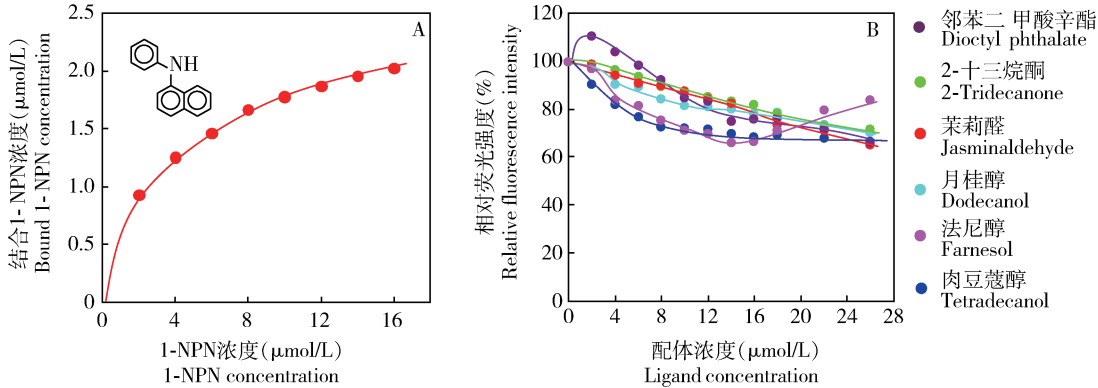 结合1-NPN浓度(μmol/L)
Bound 1-NPN concentration
2.5
2.0
1.5
1.0
0.5
0
A
NH
0 4 8 12 16
1-NPN浓度(μmol/L)
1-NPN concentration
相对荧光强度(%)
Relative fluorescence intensity
120
100
80
60
40
20
0
B
0 4 8 12 16 20 24 28
配体浓度(μmol/L)
Ligand concentration
邻苯二 甲酸辛酯
Dioctyl phthalate
2-十三烷酮
2-Tridecanone
茉莉醛
Jasminaldehyde
月桂醇
Dodecanol
法尼醇
Farnesol
肉豆蔻醇
Tetradecanol